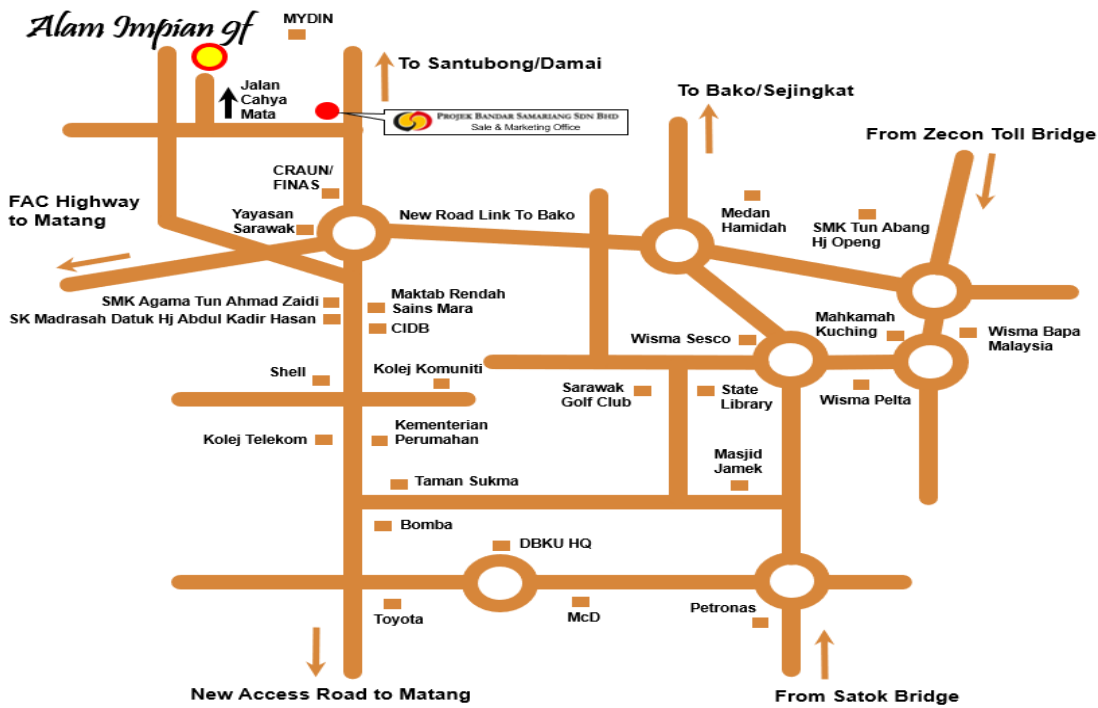 Alam Impian 9f
MYDIN
To Santubong/Damai
Jalan
Cahya
Mata
PROJEK BANDAR SAMARIANG SDN BHD
Sale & Marketing Office
To Bako/Sejingkat
From Zecon Toll Bridge
CRAUN/
FINAS
FAC Highway
to Matang
Yayasan
Sarawak
New Road Link To Bako
Medan
Hamidah
SMK Tun Abang
Hj Openg
SMK Agama Tun Ahmad Zaidi
SK Madrasah Datuk Hj Abdul Kadir Hasan
Maktab Rendah
Sains Mara
CIDB
Wisma Sesco
Mahkamah
Kuching
Wisma Bapa
Malaysia
Shell
Kolej Komuniti
Sarawak
Golf Club
State
Library
Wisma Pelta
Kolej Telekom
Kementerian
Perumahan
Masjid
Jamek
Taman Sukma
Bomba
DBKU HQ
Toyota
McD
Petronas
New Access Road to Matang
From Satok Bridge